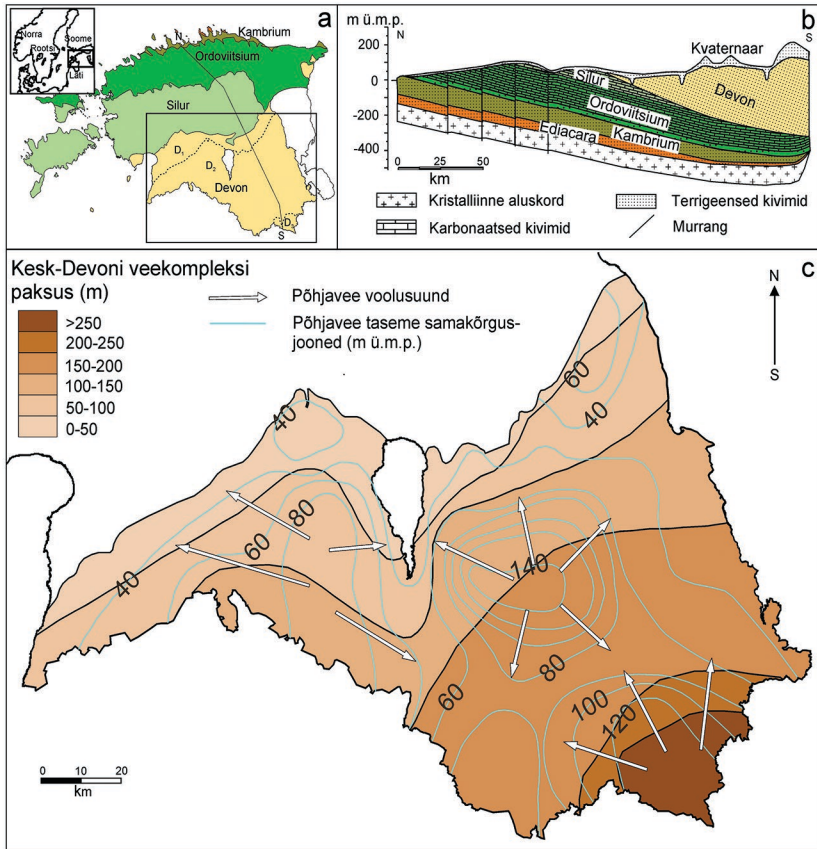 a
Norra
Soome
Rootsi
Läti
N
Kambrium
Ordoviitsium
Silur
D₁
D₂
Devon
D₃
S
b
m ü.m.p.
200
0
-200
-400
N
S
Kvaternaar
Silur
Devon
Ordoviitsium
Ediacara
Kambrium
0 25 50
km
Kristalliinne aluskord
Karbonaatsed kivimid
Terrigeensed kivimid
Murrang
c
Kesk-Devoni veekompleksi
paksus (m)
>250
200-250
150-200
100-150
50-100
0-50
Põhjavee voolusuund
Põhjavee taseme samakõrgus-
jooned (m ü.m.p.)
N
S
60
40
40
80
60
40
140
80
60
100
120
0 10 20
km